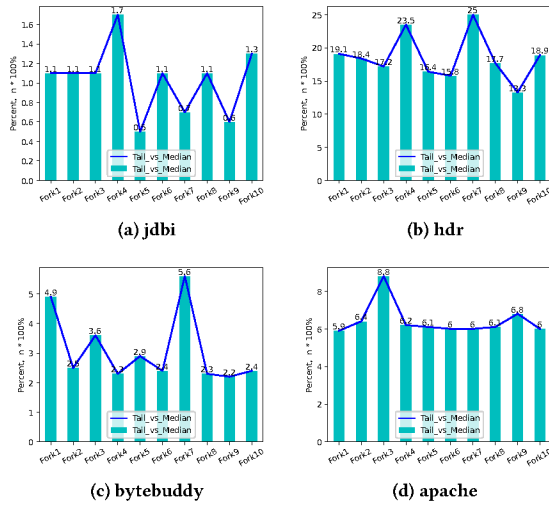 1.7
1.1
1.1
1.1
0.5
1.1
0.7
1.1
0.6
1.3
Percent, n * 100%
1.6
1.4
1.2
1.0
0.8
0.6
0.4
0.2
0.0
Tall_vs_Median
Tall_vs_Median
Fork1
Fork2
Fork3
Fork4
Fork5
Fork6
Fork7
Fork8
Fork9
Fork10
(a) jdbi
19.1
18.4
17.2
23.5
16.4
15.8
25
17.7
13.3
18.9
Percent, n * 100%
25
20
15
10
5
0
Tall_vs_Median
Tall_vs_Median
Fork1
Fork2
Fork3
Fork4
Fork5
Fork6
Fork7
Fork8
Fork9
Fork10
(b) hdr
4.9
2.5
3.6
2.3
2.9
2.4
5.6
2.3
2.2
2.4
Percent, n * 100%
5
4
3
2
1
0
Tall_vs_Median
Tall_vs_Median
Fork1
Fork2
Fork3
Fork4
Fork5
Fork6
Fork7
Fork8
Fork9
Fork10
(c) bytebuddy
5.9
6.4
8.8
6.2
6.1
6
6
6.1
6.8
6
Percent, n * 100%
8
6
4
2
0
Tall_vs_Median
Tall_vs_Median
Fork1
Fork2
Fork3
Fork4
Fork5
Fork6
Fork7
Fork8
Fork9
Fork10
(d) apache